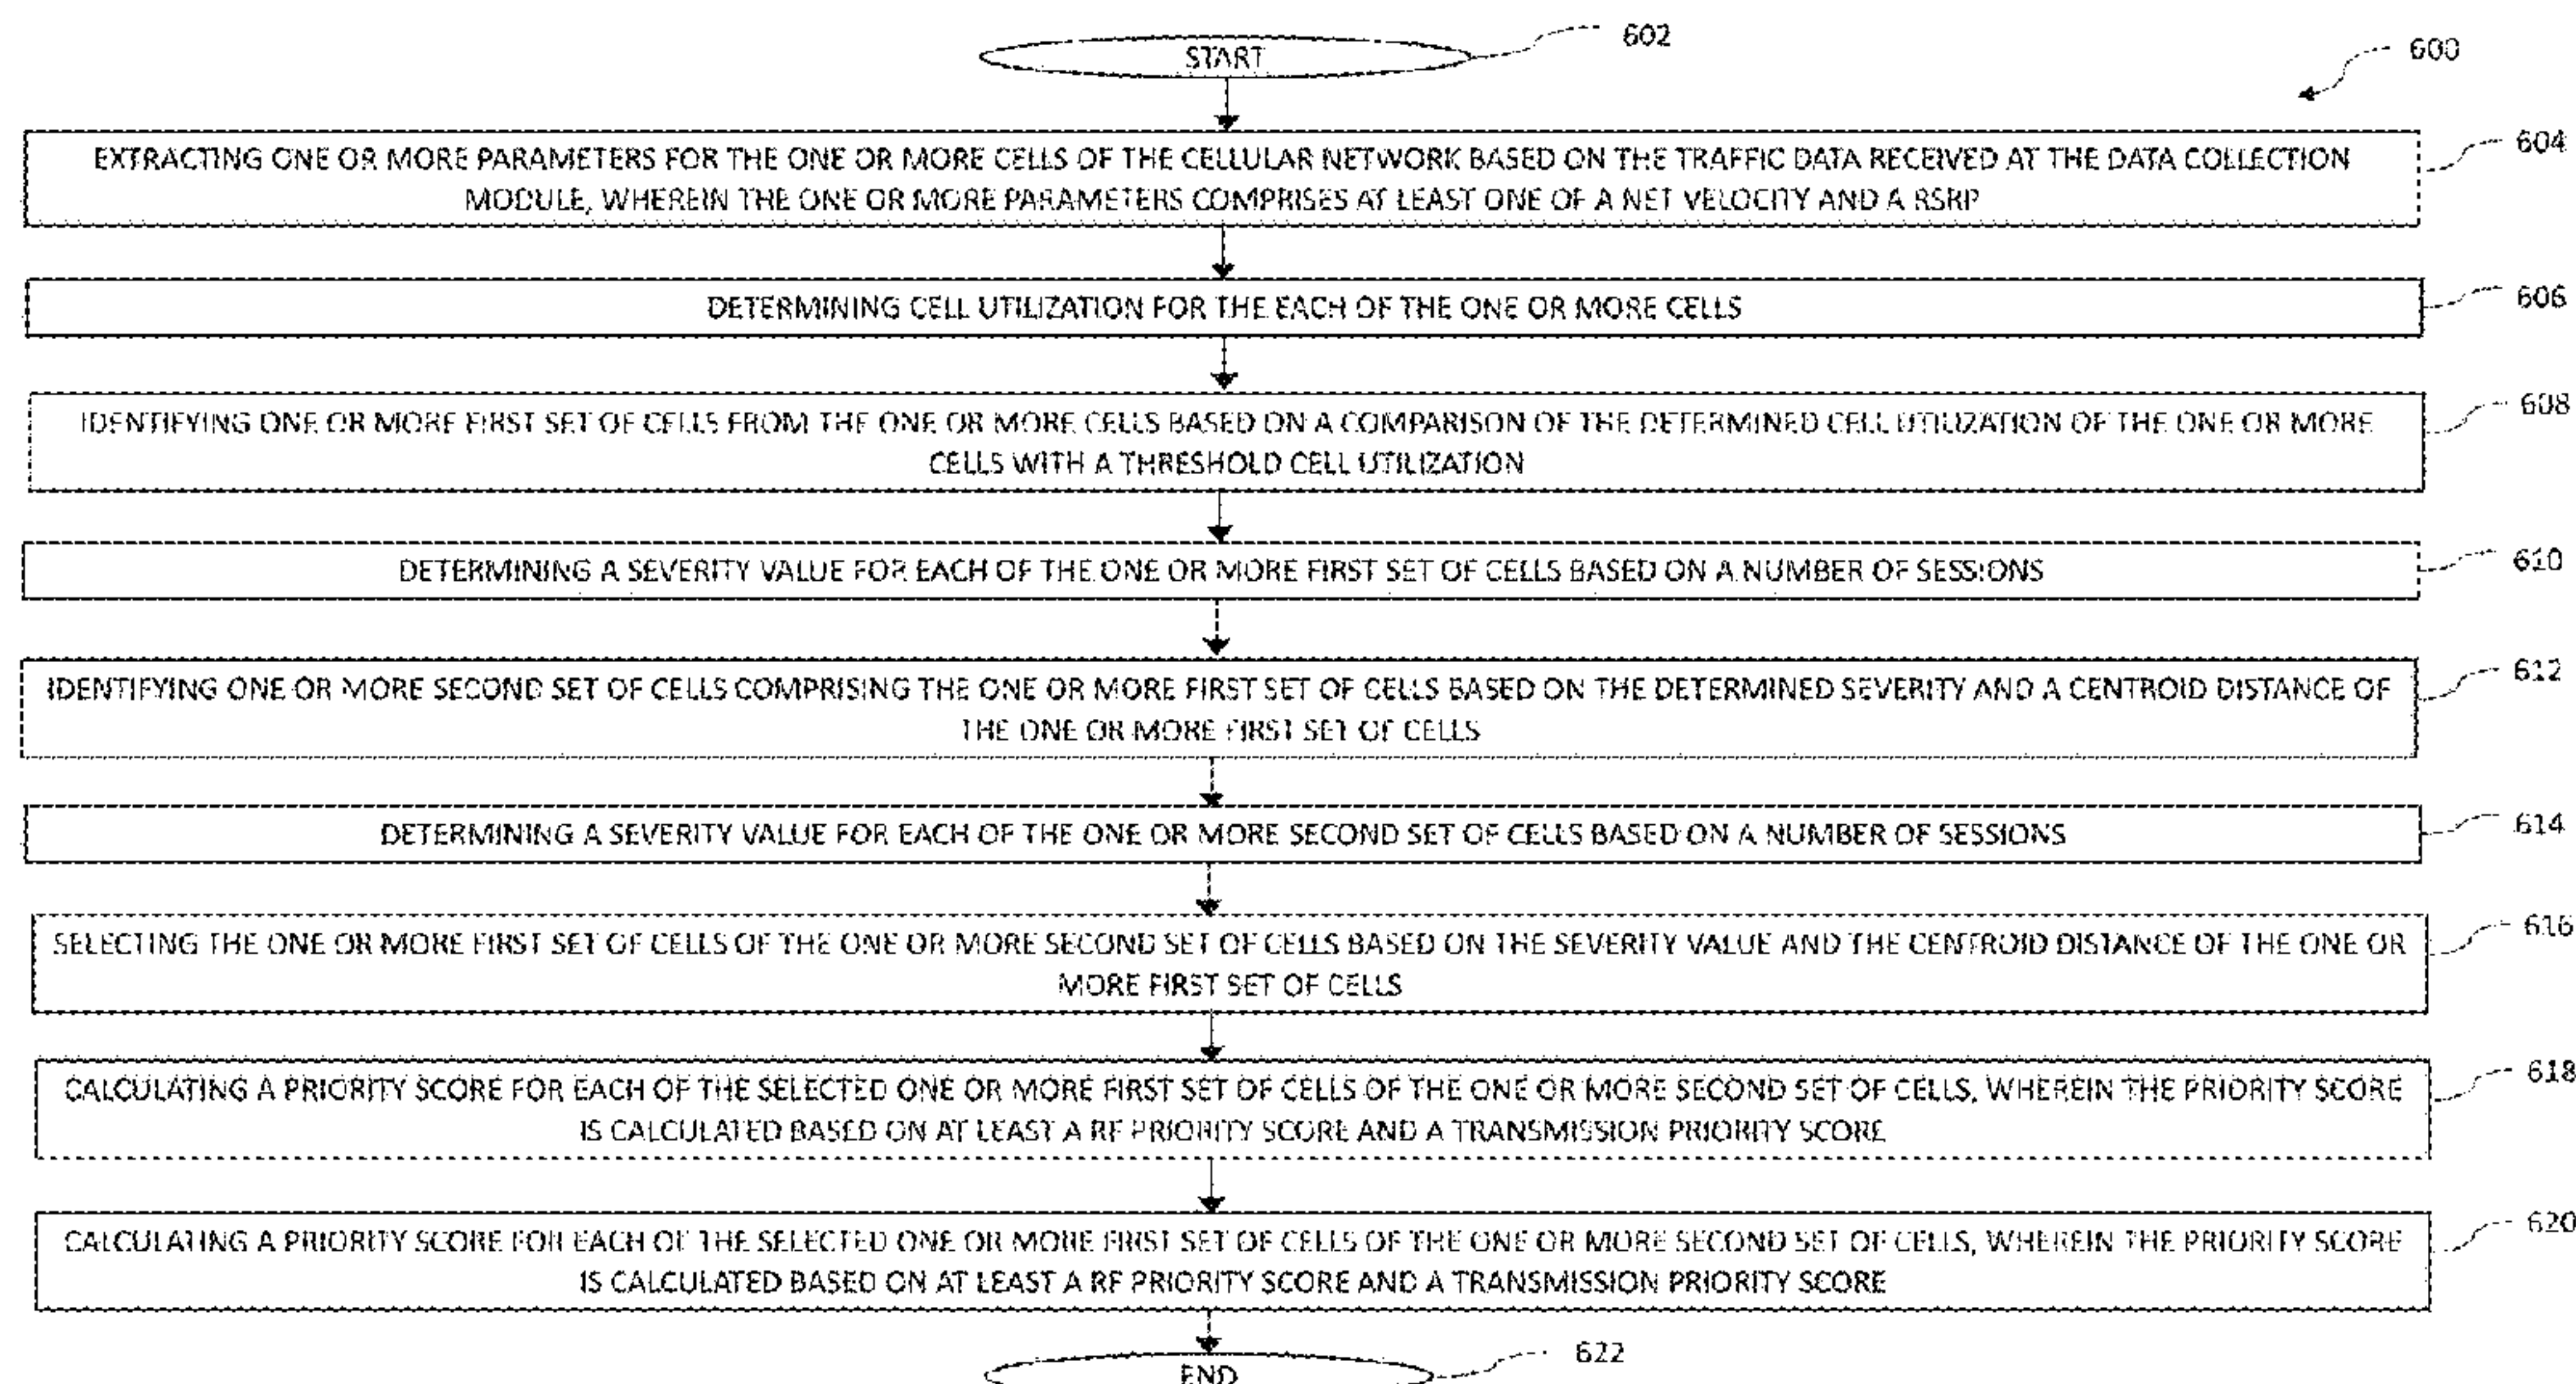 START
602
600
EXTRACTING ONE OR MORE PARAMETERS FOR THE ONE OR MORE CELLS OF THE CELLULAR NETWORK BASED ON THE TRAFFIC DATA RECEIVED AT THE DATA COLLECTION
MODULE, WHEREIN THE ONE OR MORE PARAMETERS COMPRISES AT LEAST ONE OF A NET VELOCITY AND A RSRP
604
DETERMINING CELL UTILIZATION FOR THE EACH OF THE ONE OR MORE CELLS
606
IDENTIFYING ONE OR MORE FIRST SET OF CELLS FROM THE ONE OR MORE CELLS BASED ON A COMPARISON OF THE DETERMINED CELL UTILIZATION OF THE ONE OR MORE
CELLS WITH A THRESHOLD CELL UTILIZATION
608
DETERMINING A SEVERITY VALUE FOR EACH OF THE ONE OR MORE FIRST SET OF CELLS BASED ON A NUMBER OF SESSIONS
610
IDENTIFYING ONE OR MORE SECOND SET OF CELLS COMPRISING THE ONE OR MORE FIRST SET OF CELLS BASED ON THE DETERMINED SEVERITY AND A CENTROID DISTANCE OF
THE ONE OR MORE FIRST SET OF CELLS
612
DETERMINING A SEVERITY VALUE FOR EACH OF THE ONE OR MORE SECOND SET OF CELLS BASED ON A NUMBER OF SESSIONS
614
SELECTING THE ONE OR MORE FIRST SET OF CELLS OF THE ONE OR MORE SECOND SET OF CELLS BASED ON THE SEVERITY VALUE AND THE CENTROID DISTANCE OF THE ONE OR
MORE FIRST SET OF CELLS
616
CALCULATING A PRIORITY SCORE FOR EACH OF THE SELECTED ONE OR MORE FIRST SET OF CELLS OF THE ONE OR MORE SECOND SET OF CELLS, WHEREIN THE PRIORITY SCORE
IS CALCULATED BASED ON AT LEAST A RF PRIORITY SCORE AND A TRANSMISSION PRIORITY SCORE
618
CALCULATING A PRIORITY SCORE FOR EACH OF THE SELECTED ONE OR MORE FIRST SET OF CELLS OF THE ONE OR MORE SECOND SET OF CELLS, WHEREIN THE PRIORITY SCORE
IS CALCULATED BASED ON AT LEAST A RF PRIORITY SCORE AND A TRANSMISSION PRIORITY SCORE
620
END
622